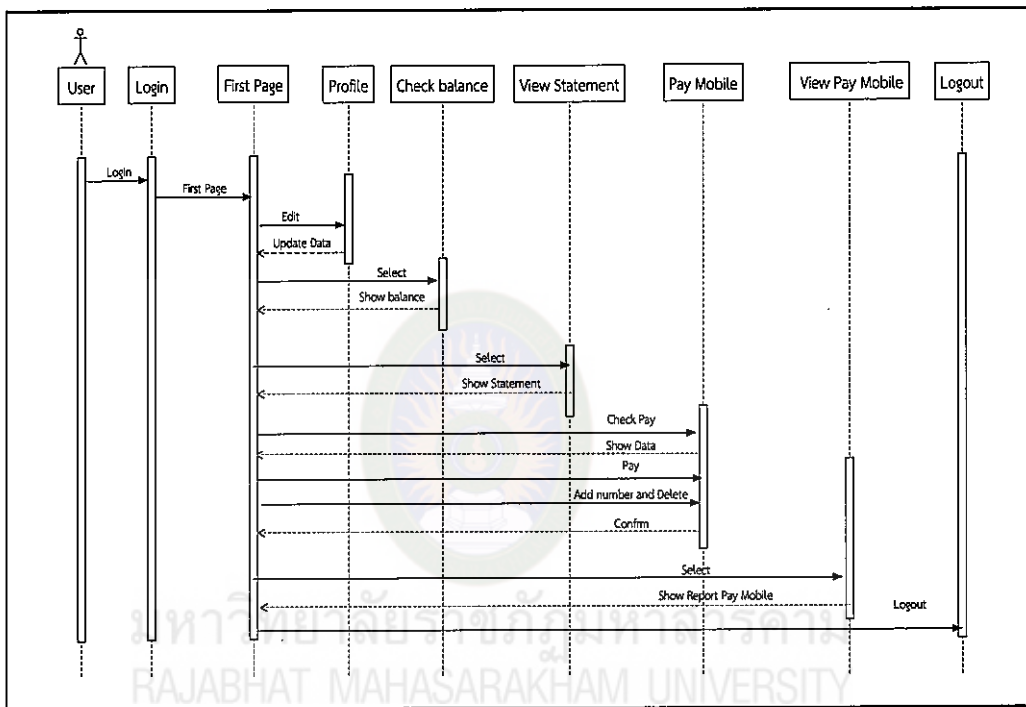 User
Login
First Page
Profile
Check balance
View Statement
Pay Mobile
View Pay Mobile
Logout
Login
First Page
Edit
Update Data
Select
Show balance
Select
Show Statement
Check Pay
Show Data
Pay
Add number and Delete
Confrm
Select
Show Report Pay Mobile
Logout
มหาวิทยาลัยราชภัฏมหาสารคาม
RAJABHAT MAHASARAKHAM UNIVERSITY